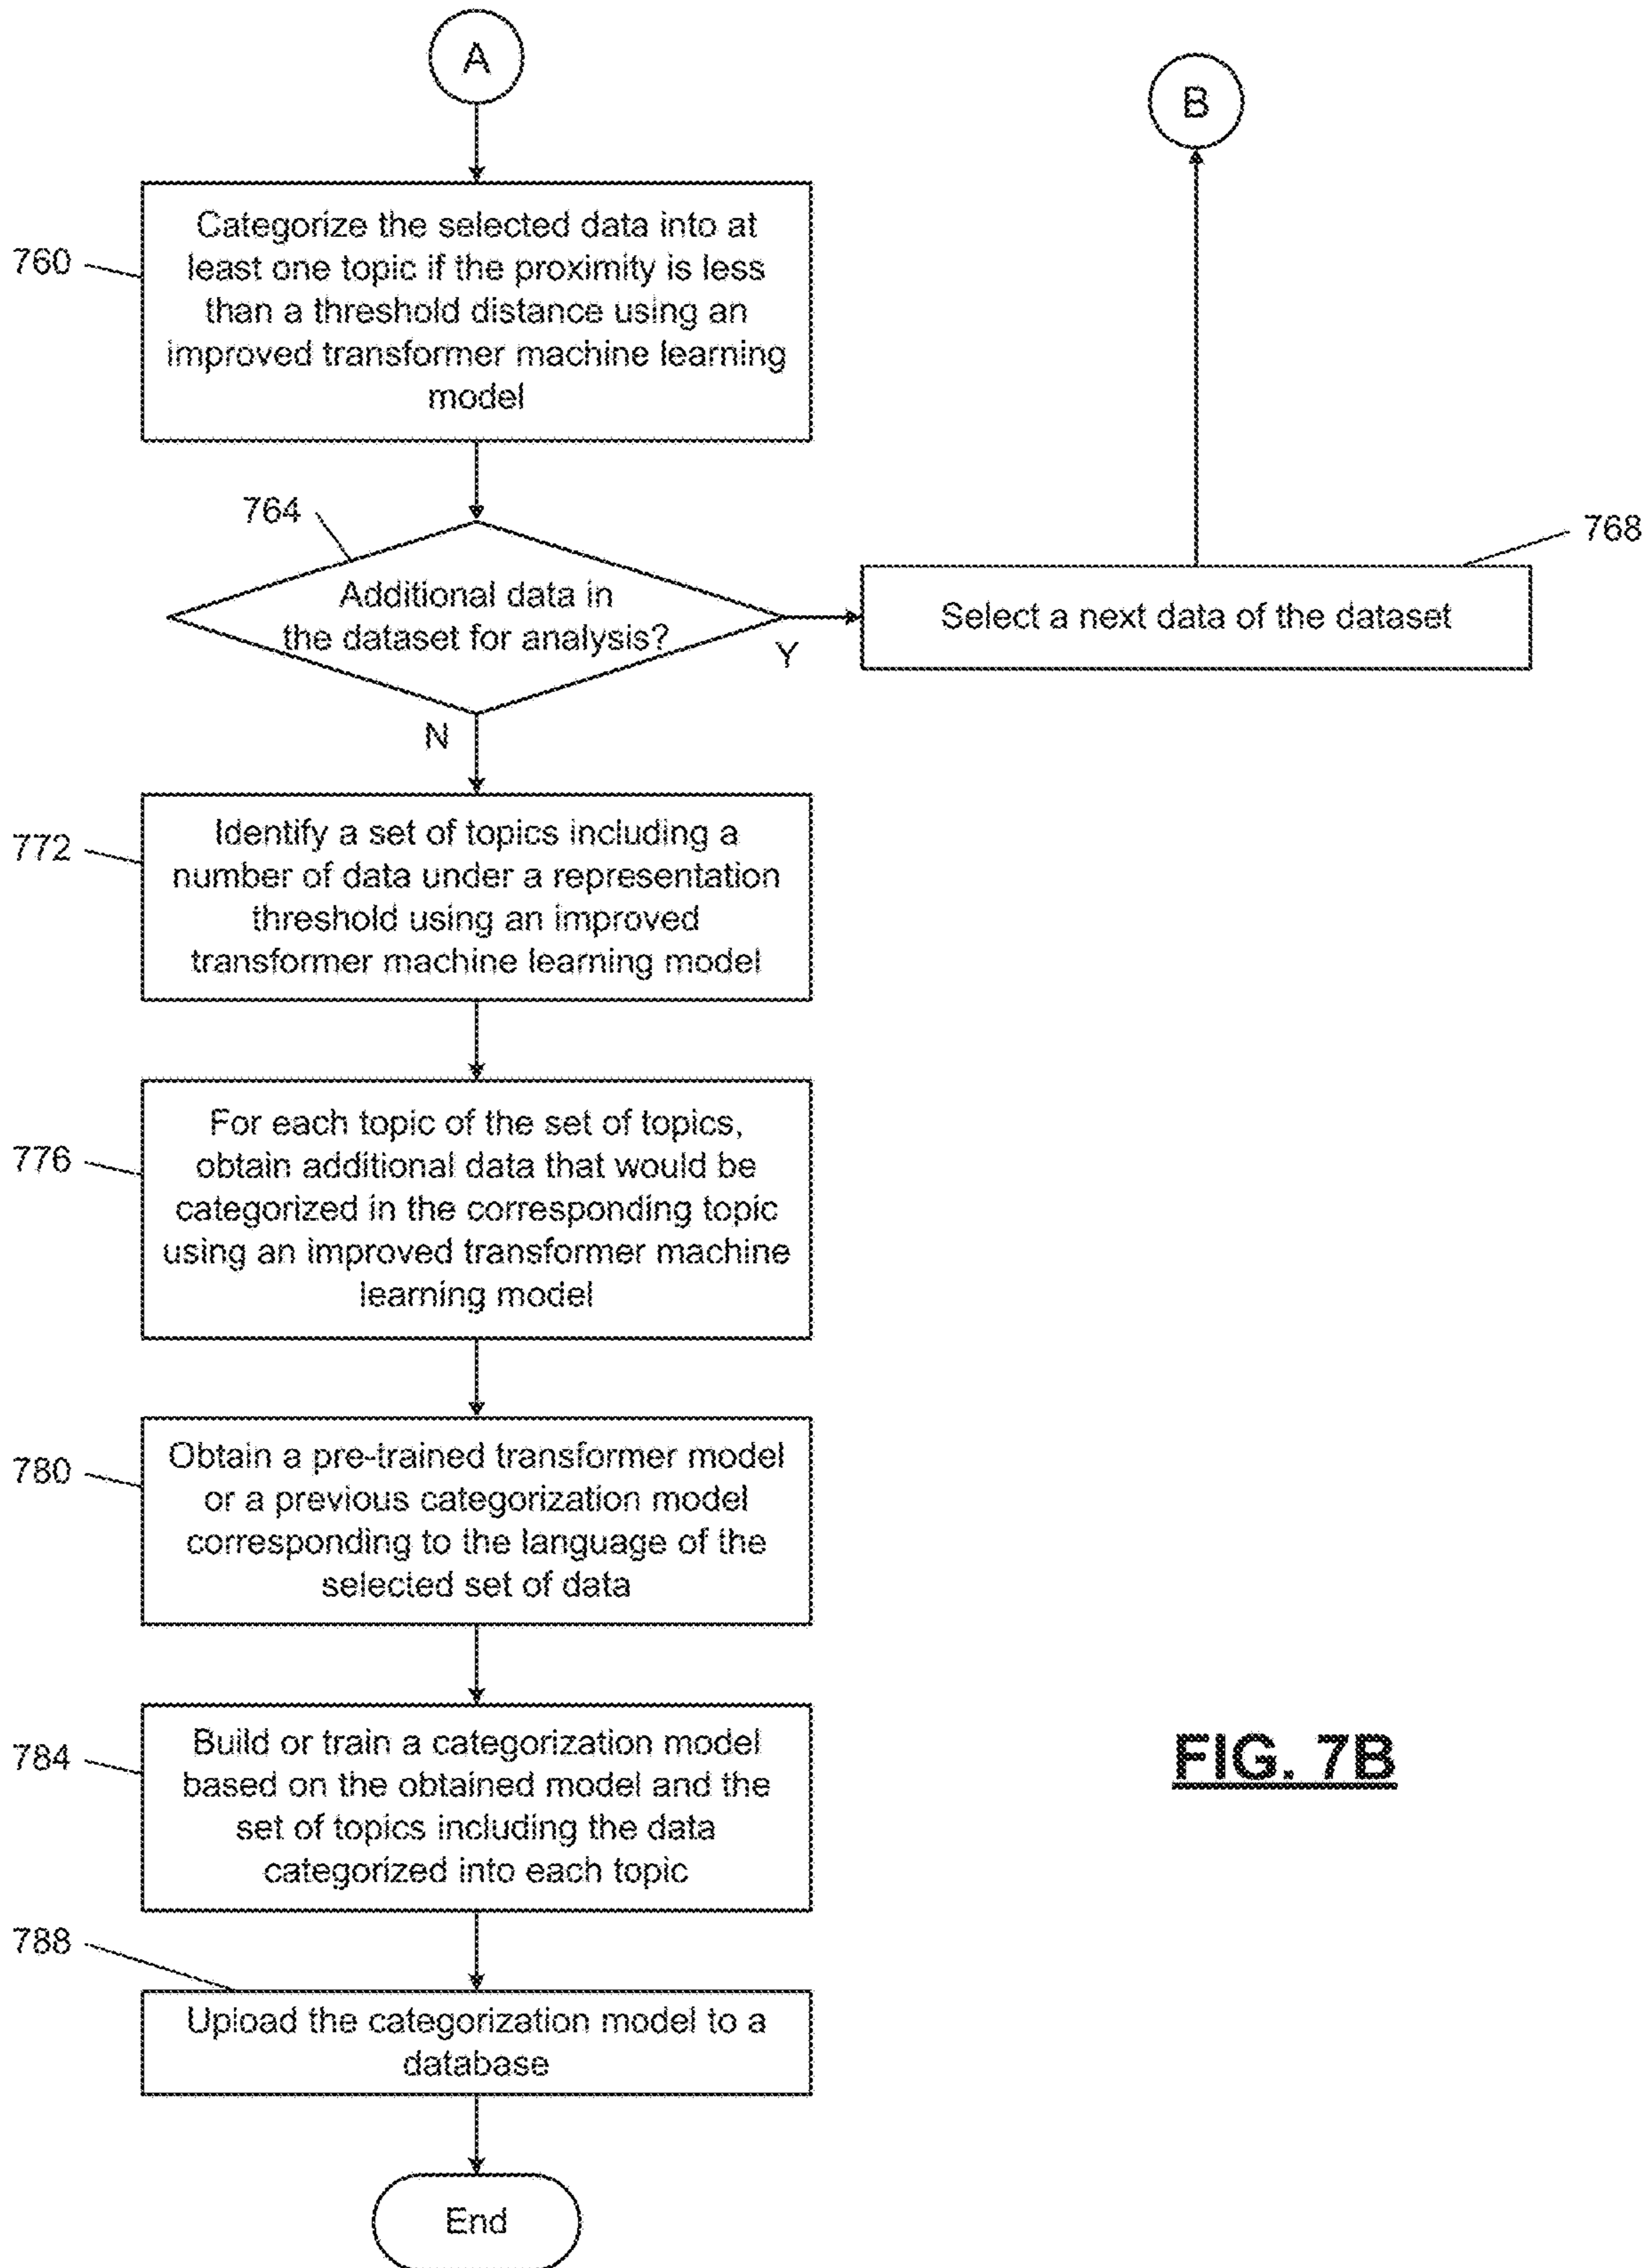 A
B
760
Categorize the selected data into at
least one topic if the proximity is less
than a threshold distance using an
improved transformer machine learning
model
764
Additional data in
the dataset for analysis?
Y
768
Select a next data of the dataset
N
772
Identify a set of topics including a
number of data under a representation
threshold using an improved
transformer machine learning model
776
For each topic of the set of topics,
obtain additional data that would be
categorized in the corresponding topic
using an improved transformer machine
learning model
780
Obtain a pre-trained transformer model
or a previous categorization model
corresponding to the language of the
selected set of data
784
Build or train a categorization model
based on the obtained model and the
set of topics including the data
categorized into each topic
FIG. 7B
788
Upload the categorization model to a
database
End